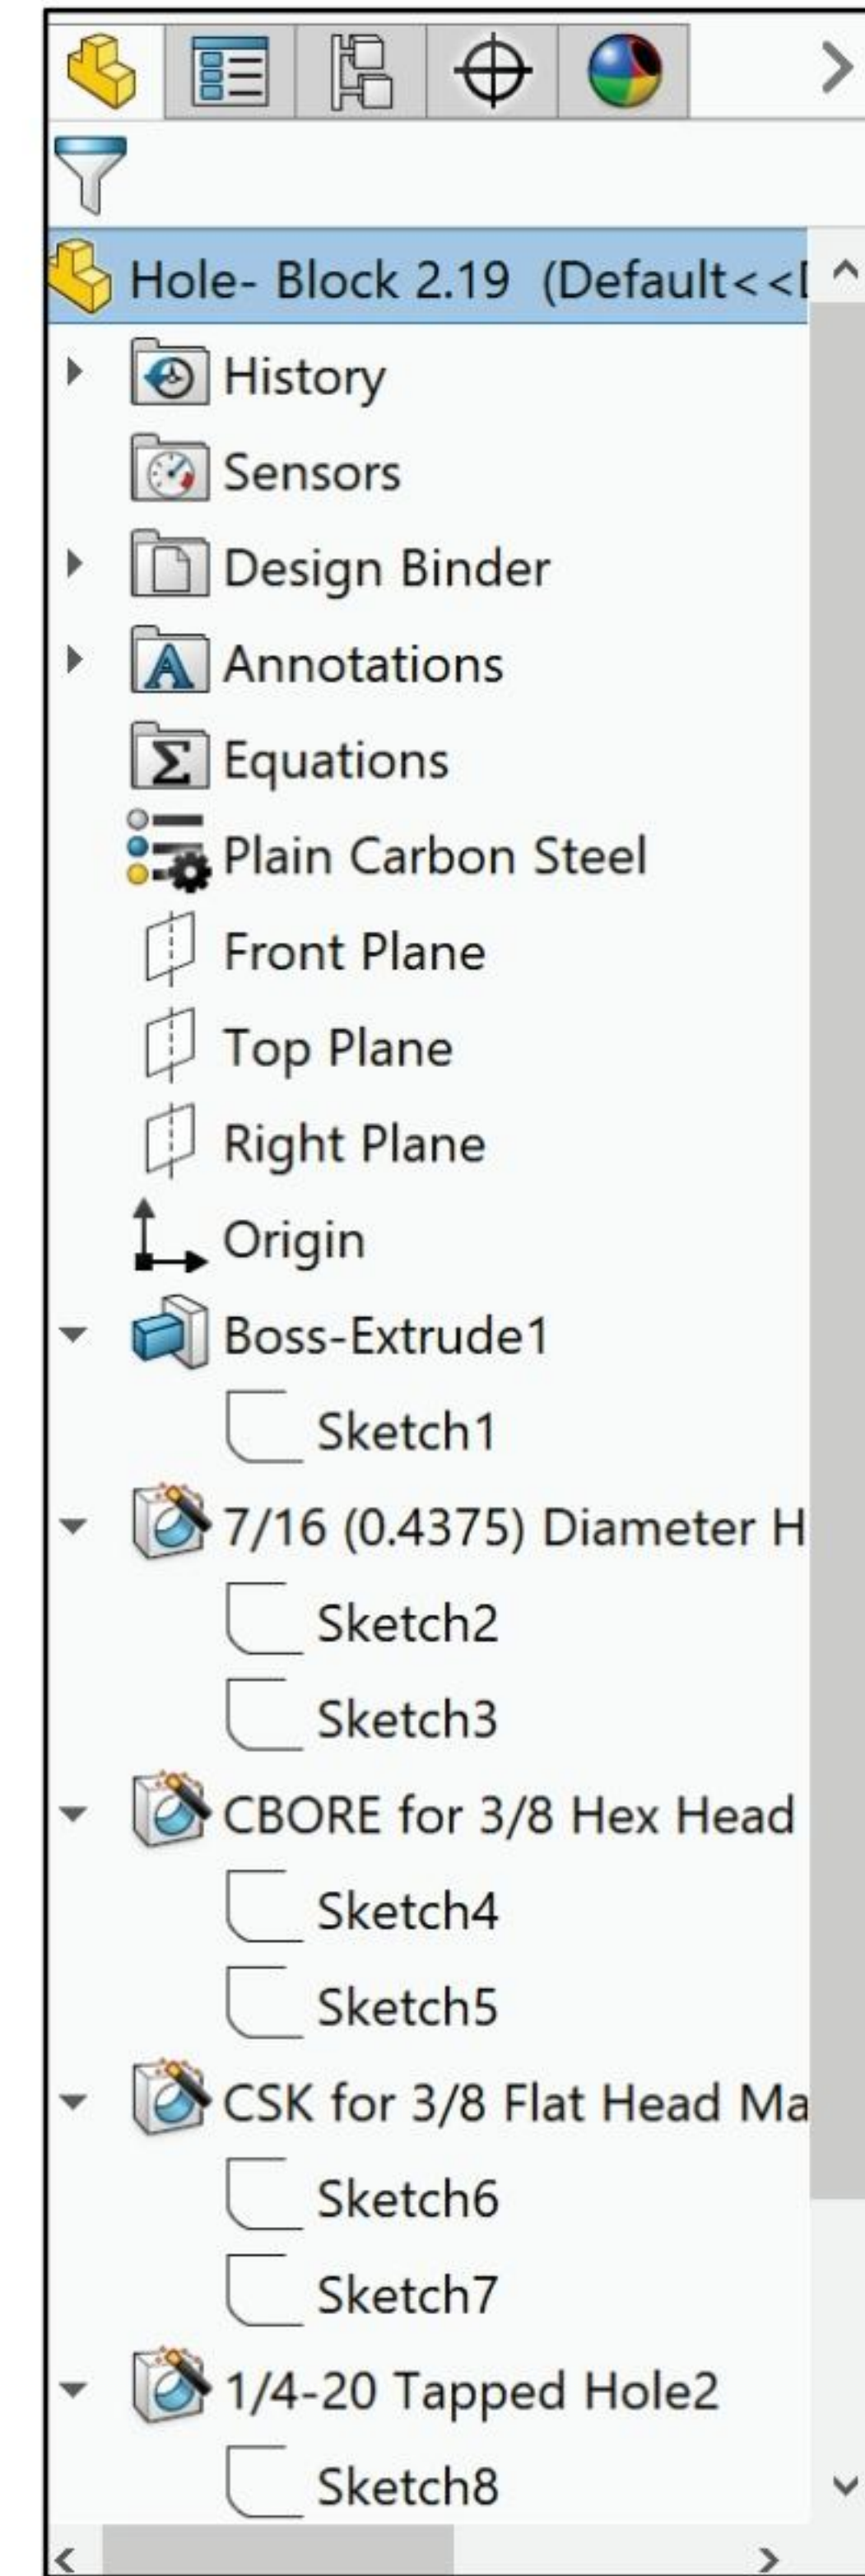 Hole- Block 2.19 (Default<<
History
Sensors
Design Binder
Annotations
Equations
Plain Carbon Steel
Front Plane
Top Plane
Right Plane
Origin
Boss-Extrude1
Sketch1
7/16 (0.4375) Diameter H
Sketch2
Sketch3
CBORE for 3/8 Hex Head
Sketch4
Sketch5
CSK for 3/8 Flat Head Ma
Sketch6
Sketch7
1/4-20 Tapped Hole2
Sketch8